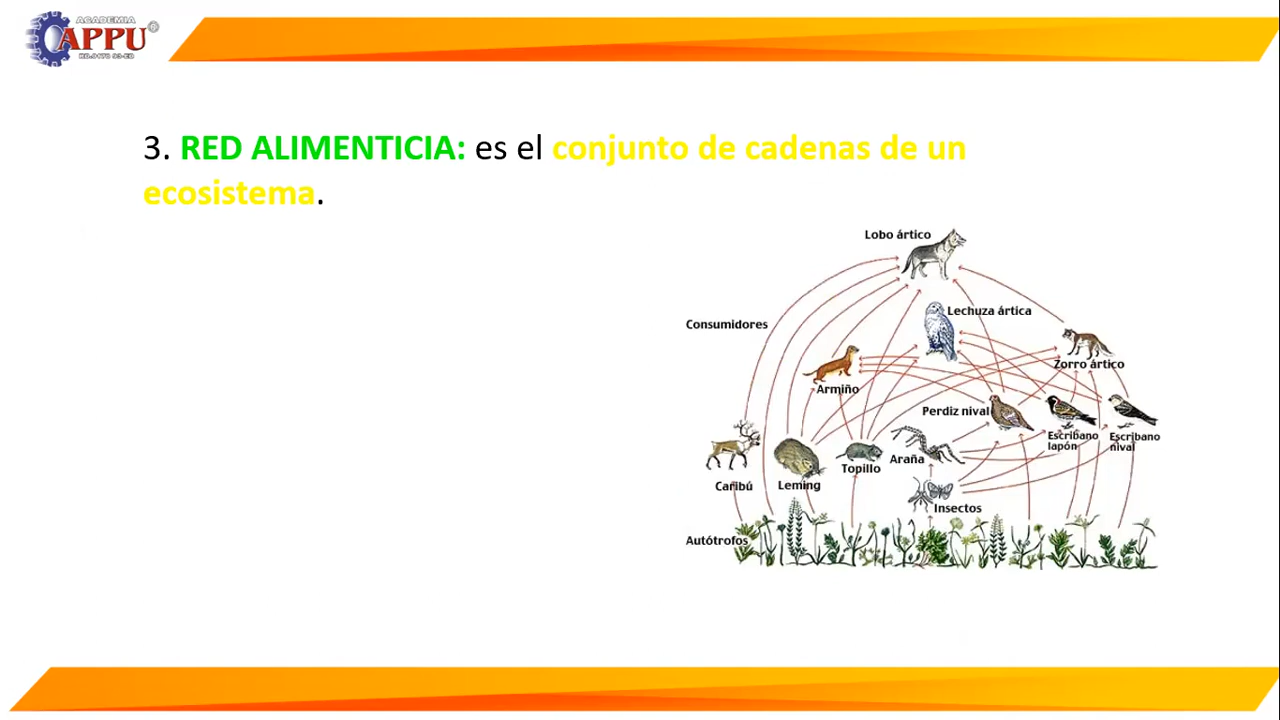 ACADEMIA
CAPPU®
3. RED ALIMENTICIA: es el conjunto de cadenas de un
ecosistema.
Lobo ártico
Lechuza ártica
Consumidores
Zorro ártico
Armiño
Perdiz nival
Escribano
lapón
Escribano
nival
Araña
Topillo
Caribú
Leming
Insectos
Autótrofos